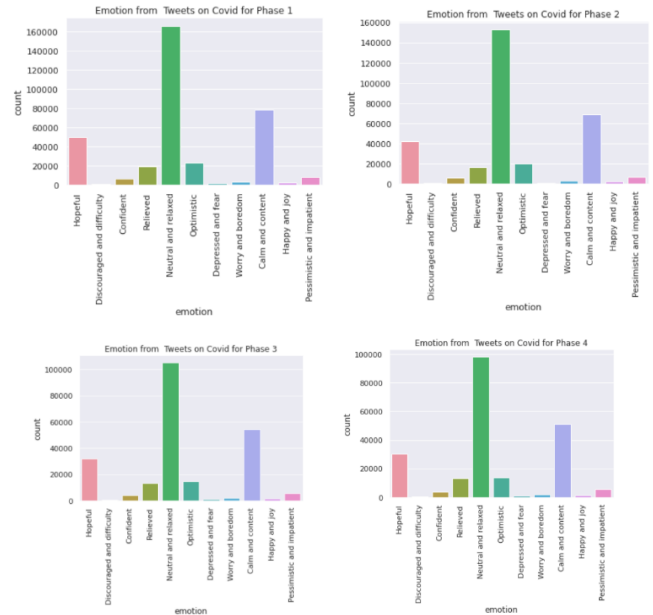 Emotion from Tweets on Covid for Phase 1
160000
140000
120000
100000
80000
60000
40000
20000
0
count
Hopeful
Discouraged and difficulty
Confident
Relieved
Neutral and relaxed
Optimistic
Depressed and fear
Worry and boredom
Calm and content
Happy and joy
Pessimistic and impatient
emotion
Emotion from Tweets on Covid for Phase 2
160000
140000
120000
100000
80000
60000
40000
20000
0
count
Hopeful
Discouraged and difficulty
Confident
Relieved
Neutral and relaxed
Optimistic
Depressed and fear
Worry and boredom
Calm and content
Happy and joy
Pessimistic and impatient
emotion
Emotion from Tweets on Covid for Phase 3
100000
80000
60000
40000
20000
0
count
Hopeful
Discouraged and difficulty
Confident
Relieved
Neutral and relaxed
Optimistic
Depressed and fear
Worry and boredom
Calm and content
Happy and joy
Pessimistic and impatient
emotion
Emotion from Tweets on Covid for Phase 4
100000
80000
60000
40000
20000
0
count
Hopeful
Discouraged and difficulty
Confident
Relieved
Neutral and relaxed
Optimistic
Depressed and fear
Worry and boredom
Calm and content
Happy and joy
Pessimistic and impatient
emotion